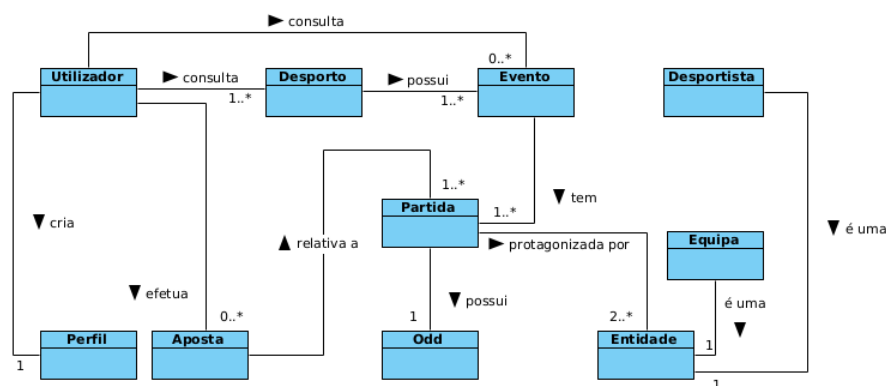 consulta
0..*
Utilizador
consulta
1..*
Desporto
possui
1..*
Evento
Desportista
cria
relativa a
1..*
Partida
1..*
tem
protagonizada por
Equipa
é uma
efetua
0..*
possui
1
2..*
é uma
1
Perfil
1
Aposta
Odd
Entidade
1